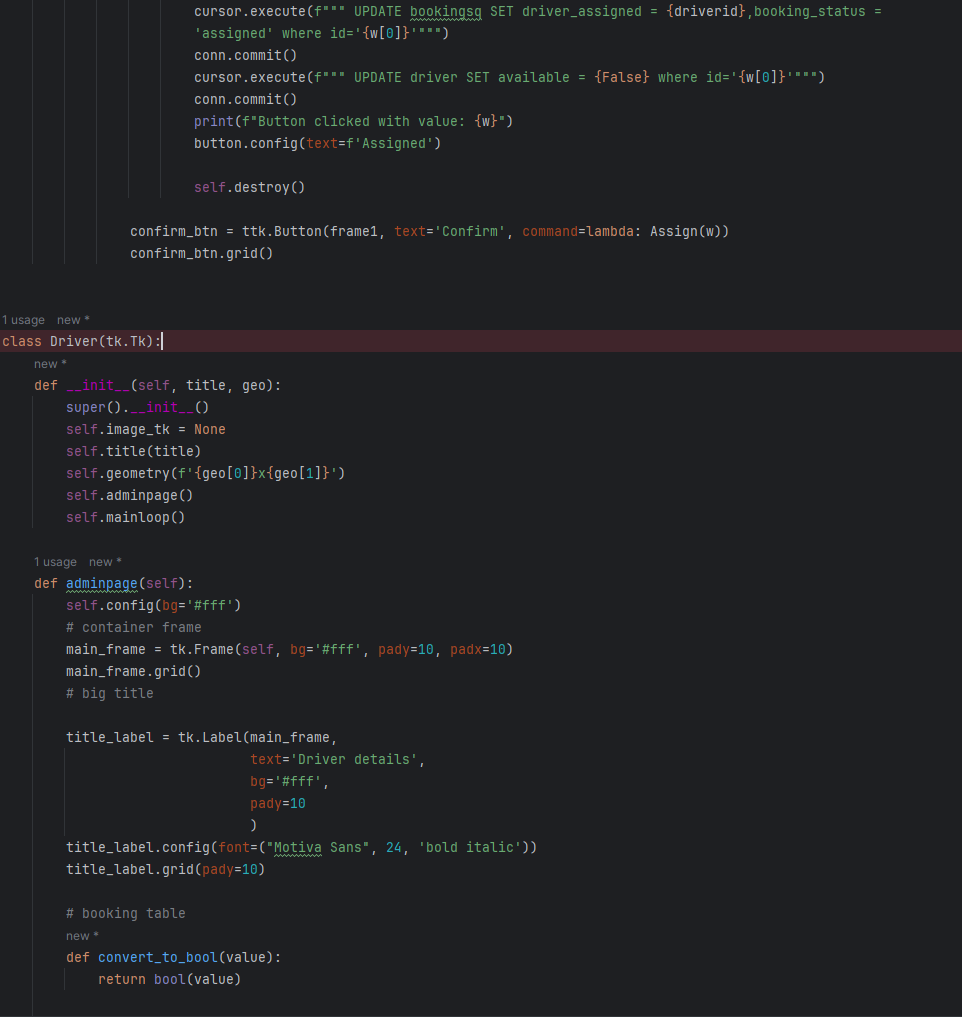 cursor.execute(f""" UPDATE bookingsq SET driver_assigned = {driverid},booking_status =
'assigned' where id='{w[0]}'""")
conn.commit()
cursor.execute(f""" UPDATE driver SET available = {False} where id='{w[0]}'""")
conn.commit()
print(f"Button clicked with value: {w}")
button.config(text=f'Assigned')
self.destroy()
confirm_btn = ttk.Button(frame1, text='Confirm', command=lambda: Assign(w))
confirm_btn.grid()
1 usage new *
class Driver(tk.Tk):
new *
def __init__(self, title, geo):
super().__init__()
self.image_tk = None
self.title(title)
self.geometry(f'{geo[0]}x{geo[1]}')
self.adminpage()
self.mainloop()
1 usage new *
def adminpage(self):
self.config(bg='#fff')
# container frame
main_frame = tk.Frame(self, bg='#fff', pady=10, padx=10)
main_frame.grid()
# big title
title_label = tk.Label(main_frame,
text='Driver details',
bg='#fff',
pady=10
)
title_label.config(font=("Motiva Sans", 24, 'bold italic'))
title_label.grid(pady=10)
# booking table
new *
def convert_to_bool(value):
return bool(value)